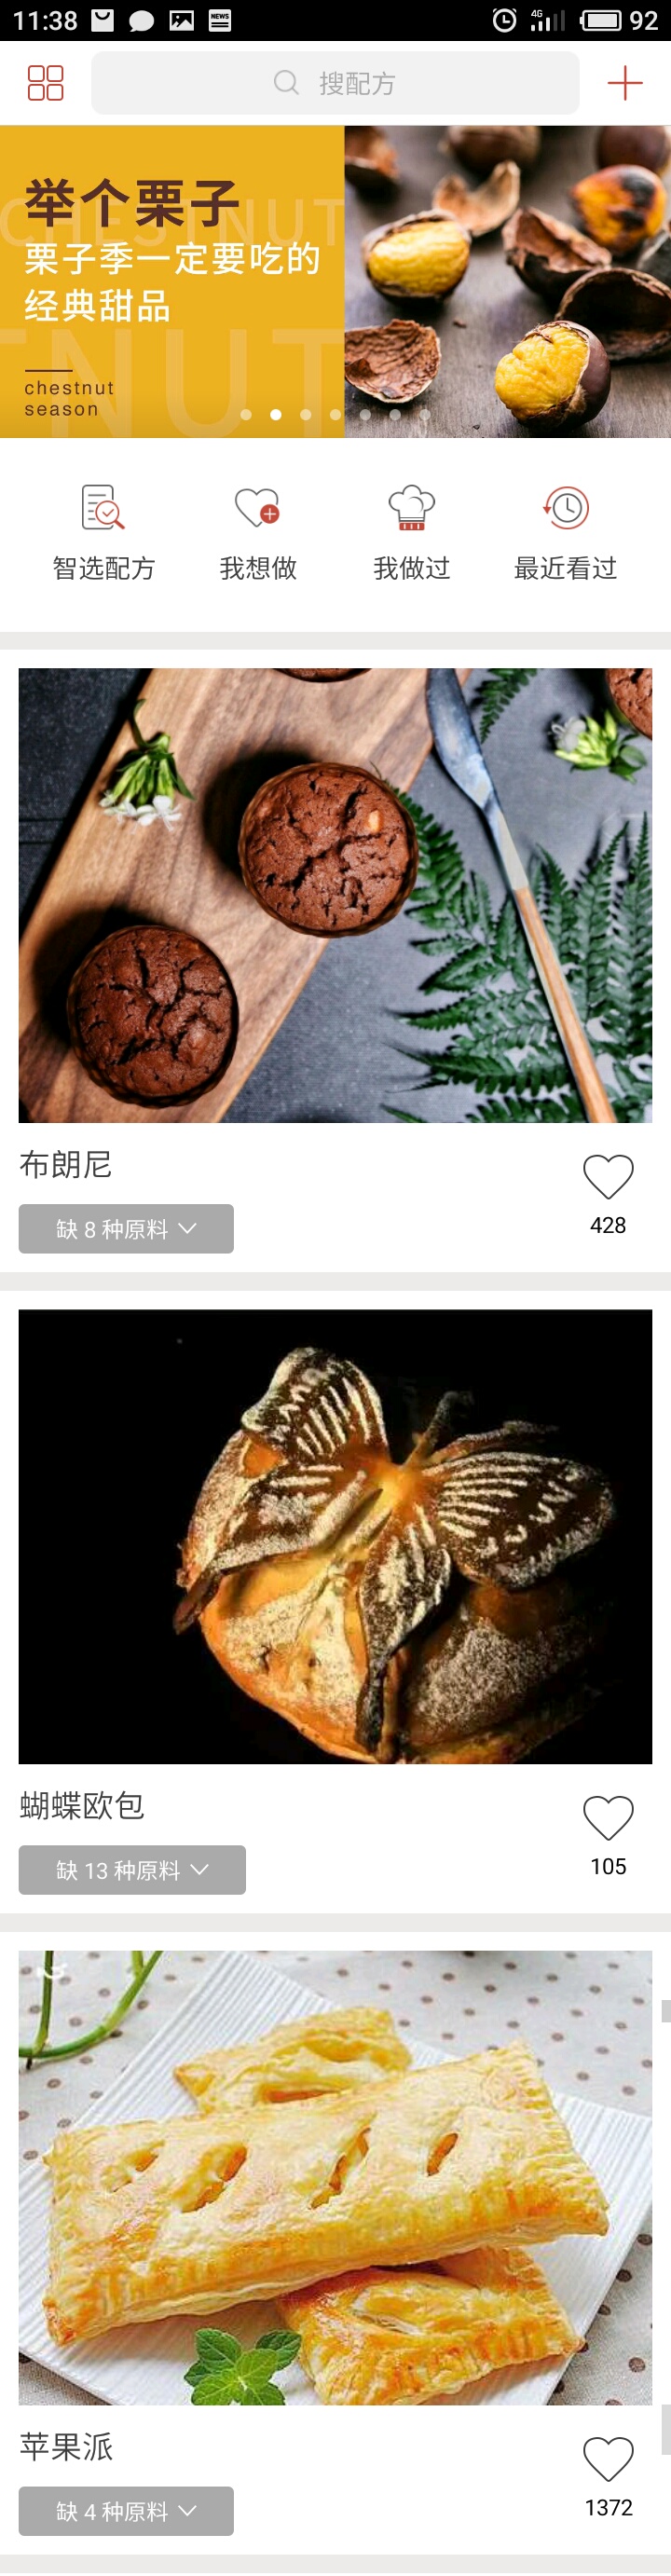 11:38
NEWS
4G
92
搜配方
CHESTNUT
举个栗子
栗子季一定要吃的
经典甜品
TNUT
chestnut
season
智选配方
我想做
我做过
最近看过
布朗尼
428
缺 8 种原料
蝴蝶欧包
105
缺 13 种原料
苹果派
1372
缺 4 种原料